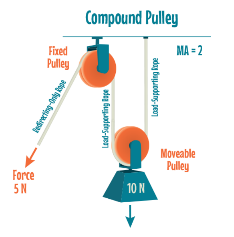 Compound Pulley
Fixed
Pulley
MA = 2
Redirecting-Only Rope
Load-Supporting Rope
Load-Supporting Rope
Moveable
Pulley
Force
5 N
10 N